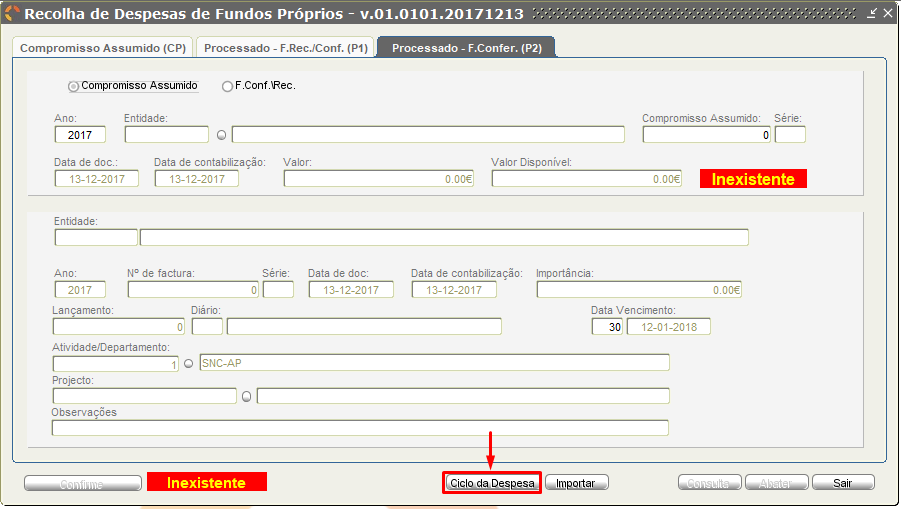 Recolha de Despesas de Fundos Próprios - v.01.0101.20171213
Compromisso Assumido (CP) Processado - F.Rec./Conf. (P1) Processado - F.Confer. (P2)
Compromisso Assumido F.Conf.\Rec.
Ano: Entidade: Compromisso Assumido: Série:
2017 0
Data de doc.: Data de contabilização: Valor: Valor Disponível:
13-12-2017 13-12-2017 0.00€ 0.00€ Inexistente
Entidade:
Ano: Nº de factura: Série: Data de doc: Data de contabilização: Importância:
2017 0 13-12-2017 13-12-2017 0.00€
Lançamento: Diário: Data Vencimento:
0 30 12-01-2018
Atividade/Departamento:
1 SNC-AP
Projecto:
Observações
Confirme Inexistente Ciclo da Despesa Importar Consulta Abater Sair